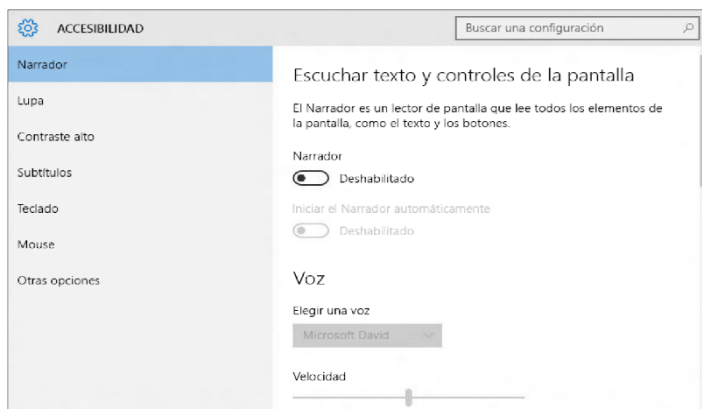 ACCESIBILIDAD
Buscar una configuración
Narrador
Lupa
Contraste alto
Subtítulos
Teclado
Mouse
Otras opciones
Escuchar texto y controles de la pantalla
El Narrador es un lector de pantalla que lee todos los elementos de
la pantalla, como el texto y los botones.
Narrador
Deshabilitado
Iniciar el Narrador automáticamente
Deshabilitado
Voz
Elegir una voz
Microsoft David
Velocidad